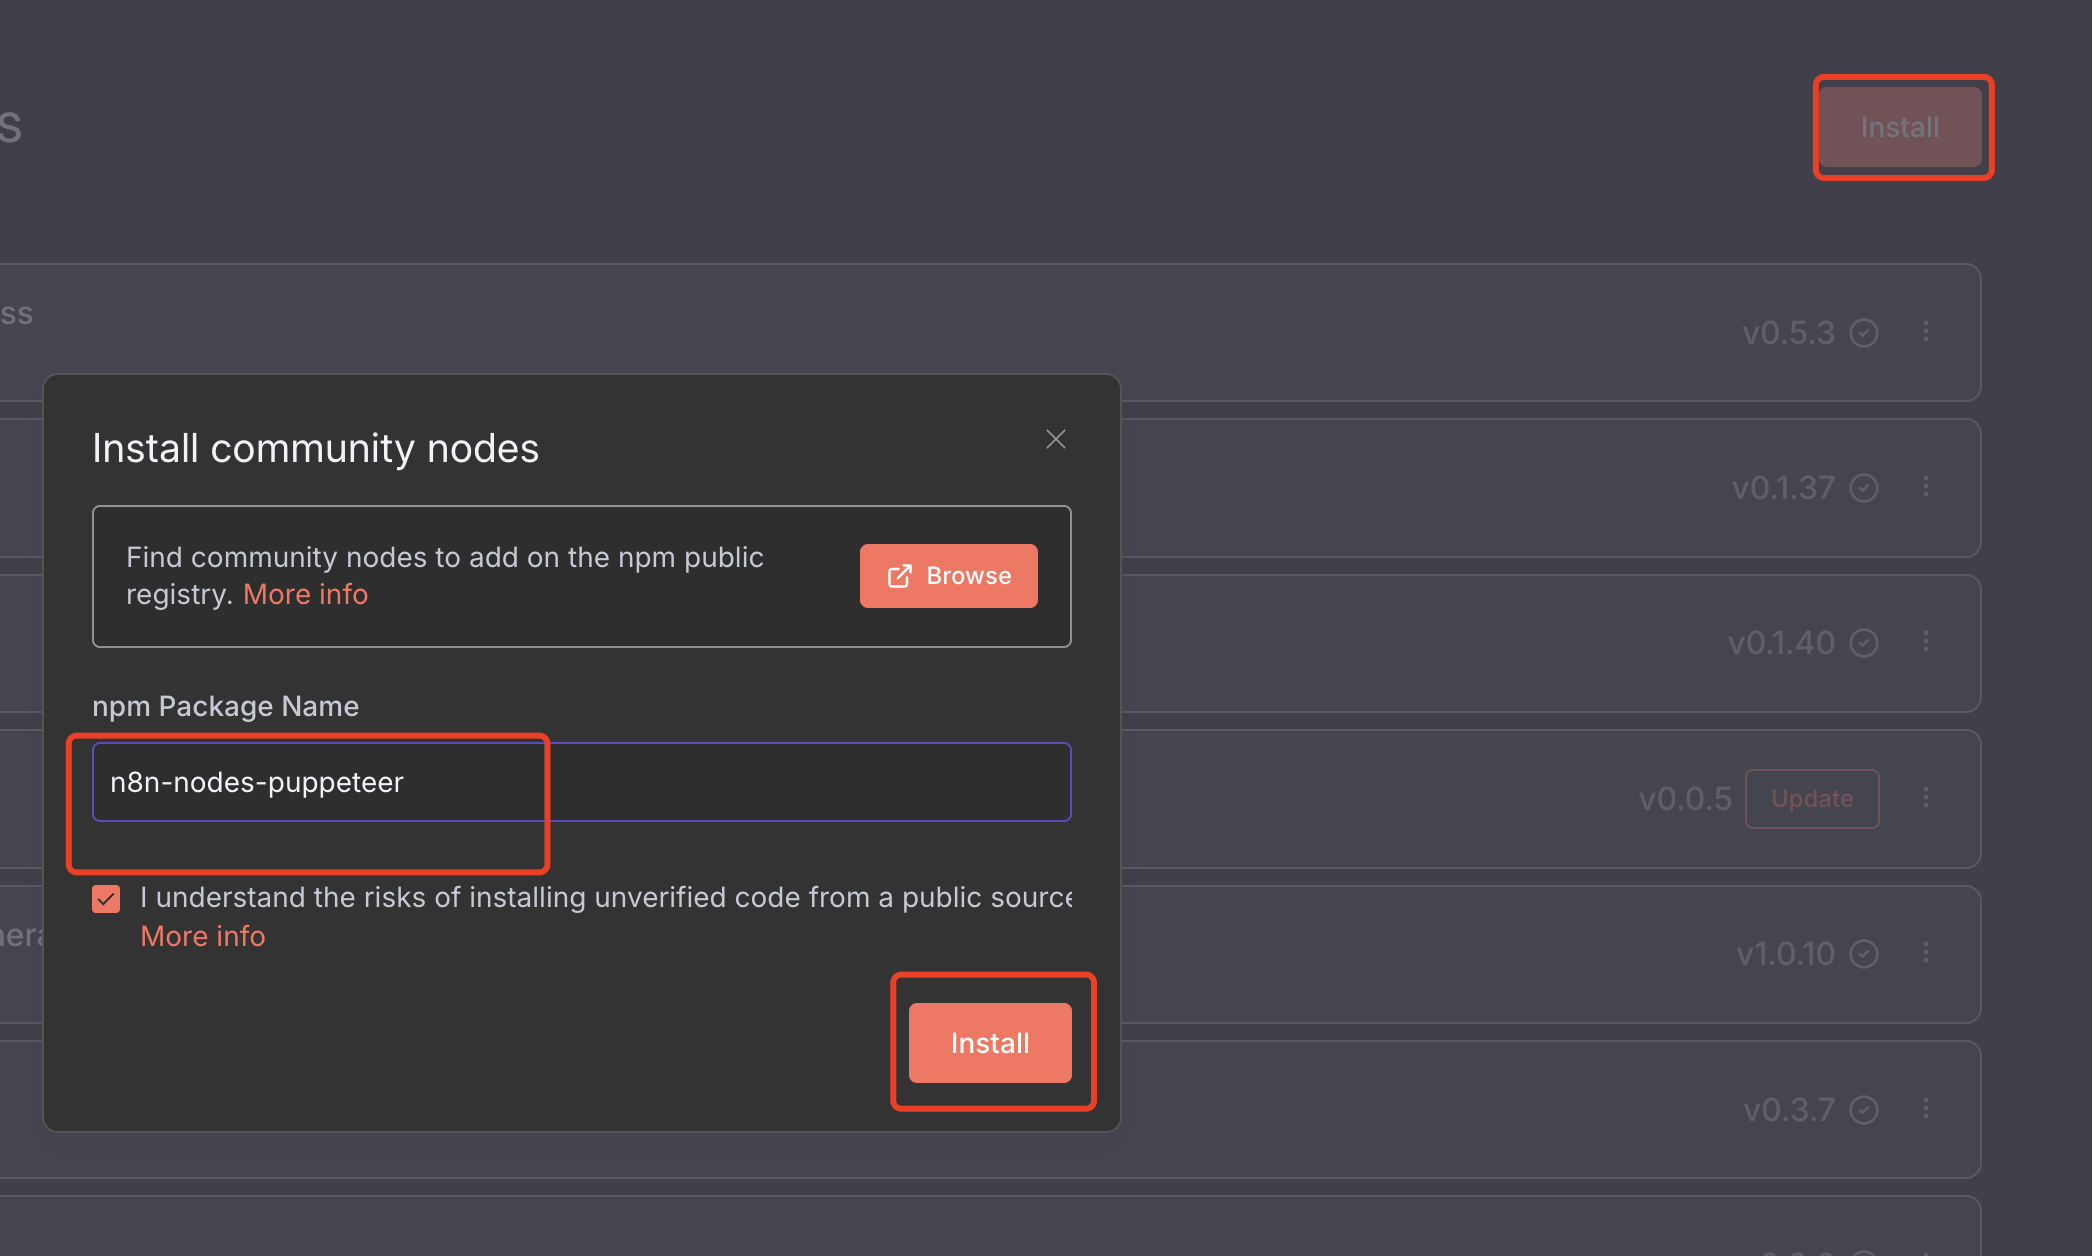 s
Install
ss
v0.5.3
Install community nodes
v0.1.37
Find community nodes to add on the npm public
registry. More info
Browse
v0.1.40
npm Package Name
n8n-nodes-puppeteer
v0.0.5
Update
I understand the risks of installing unverified code from a public source
More info
v1.0.10
Install
v0.3.7